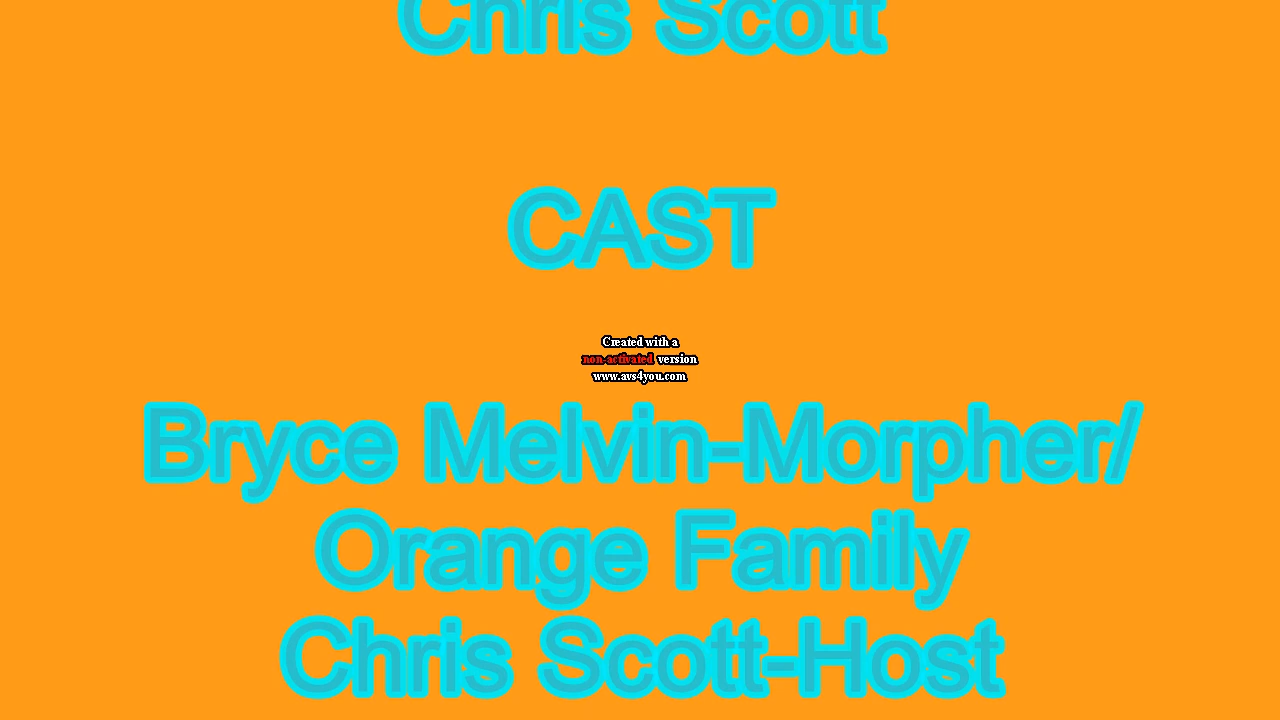 Chris Scott
CAST
Created with a
non-activated version
www.avs4you.com
Bryce Melvin-Morpher/
Orange Family
Chris Scott-Host